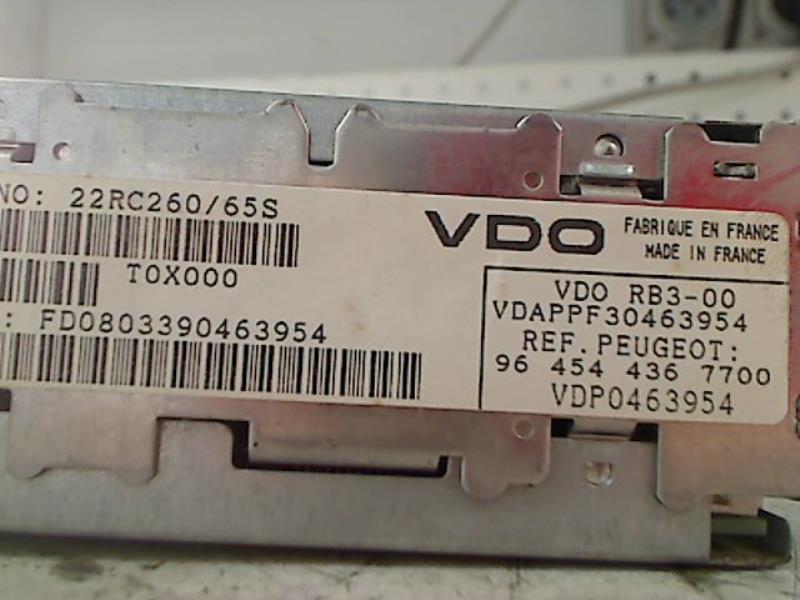 NO: 22RC260/65S
T0X000
: FD0803390463954
VDO
FABRIQUE EN FRANCE
MADE IN FRANCE
VDO RB3-00
VDAPPF30463954
REF. PEUGEOT:
96 454 436 7700
VDP0463954